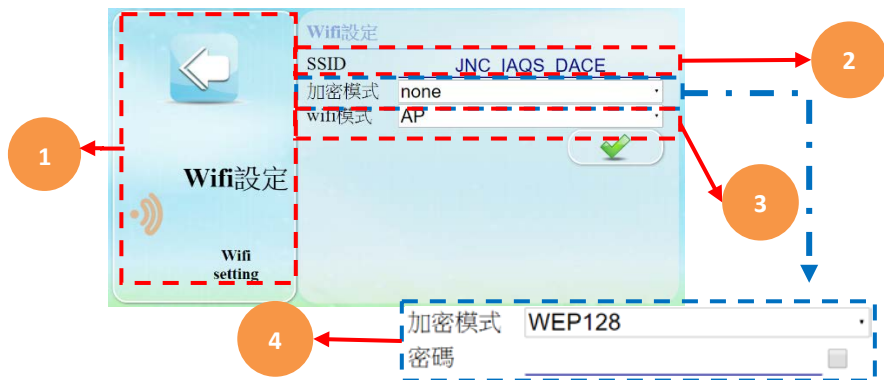 Wifi設定
SSID JNC_IAQS_DACE
加密模式 none
wifi模式 AP
Wifi設定
Wifi
setting
1
2
3
4
加密模式 WEP128
密碼